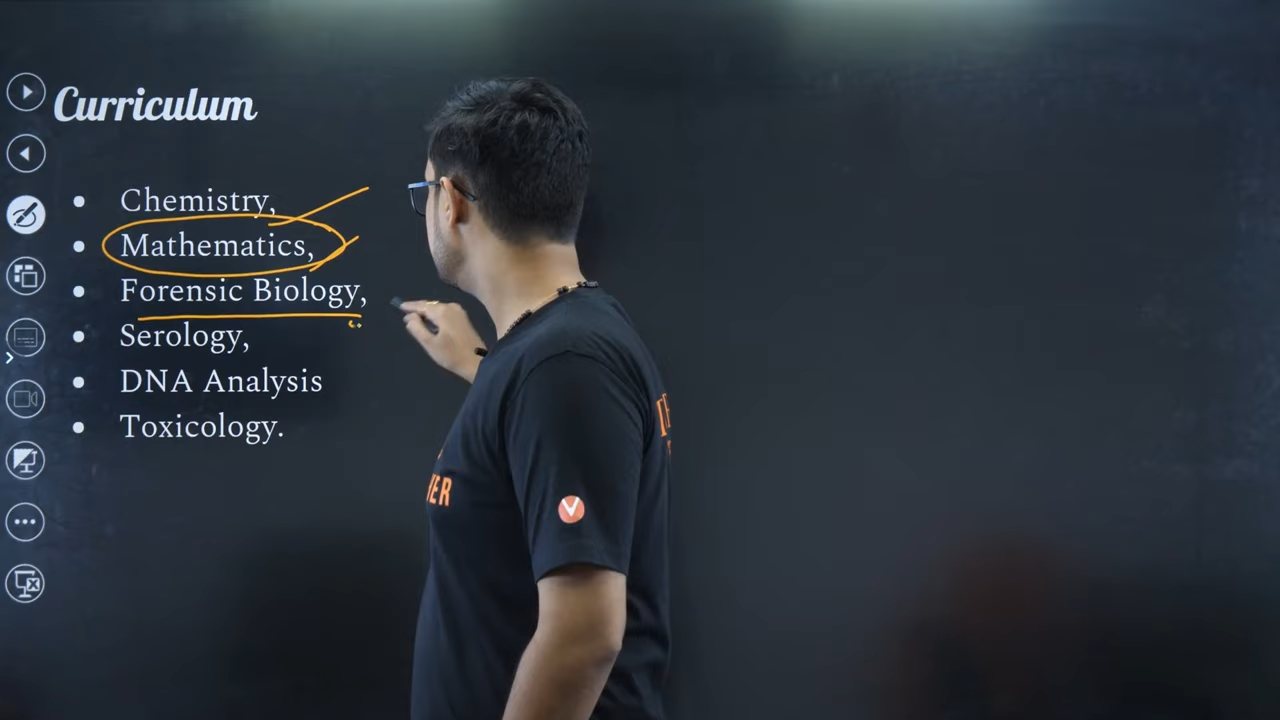 Curriculum
• Chemistry,
• Mathematics,
• Forensic Biology,
• Serology,
• DNA Analysis
• Toxicology.